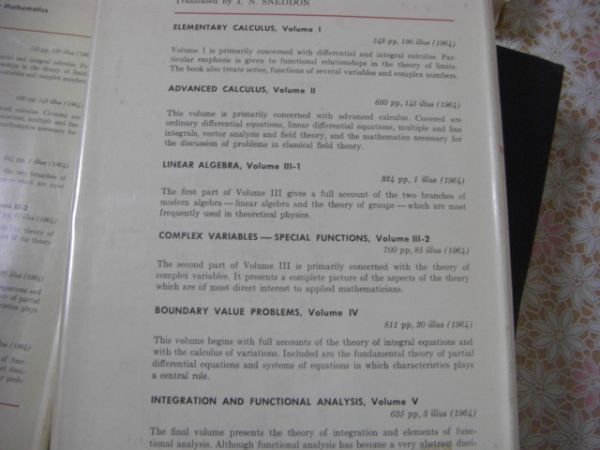 Mathematics
Translated by I. N. SNEDDON
ELEMENTARY CALCULUS, Volume I
548 pp, 190 illus (1964)
Volume I is primarily concerned with differential and integral calculus. Par-
ticular emphasis is given to functional relationships in the theory of limits.
The book also treats series, functions of several variables and complex numbers.
ADVANCED CALCULUS, Volume II
630 pp, 143 illus (1964)
This volume is primarily concerned with advanced calculus. Covered are
ordinary differential equations, linear differential equations, multiple and line
integrals, vector analysis and field theory, and the mathematics necessary for
the discussion of problems in classical field theory.
LINEAR ALGEBRA, Volume III-1
324 pp, 1 illus (1964)
The first part of Volume III gives a full account of the two branches of
modern algebra — linear algebra and the theory of groups — which are most
frequently used in theoretical physics.
COMPLEX VARIABLES — SPECIAL FUNCTIONS, Volume III-2
700 pp, 85 illus (1964)
The second part of Volume III is primarily concerned with the theory of
complex variables. It presents a complete picture of the aspects of the theory
which are of most direct interest to applied mathematicians.
BOUNDARY VALUE PROBLEMS, Volume IV
811 pp, 20 illus (1964)
This volume begins with full accounts of the theory of integral equations and
with the calculus of variations. Included are the fundamental theory of partial
differential equations and systems of equations in which characteristics plays
a central role.
INTEGRATION AND FUNCTIONAL ANALYSIS, Volume V
635 pp, 3 illus (1964)
The final volume presents the theory of integration and elements of func-
tional analysis. Although functional analysis has become a very abstract disci-